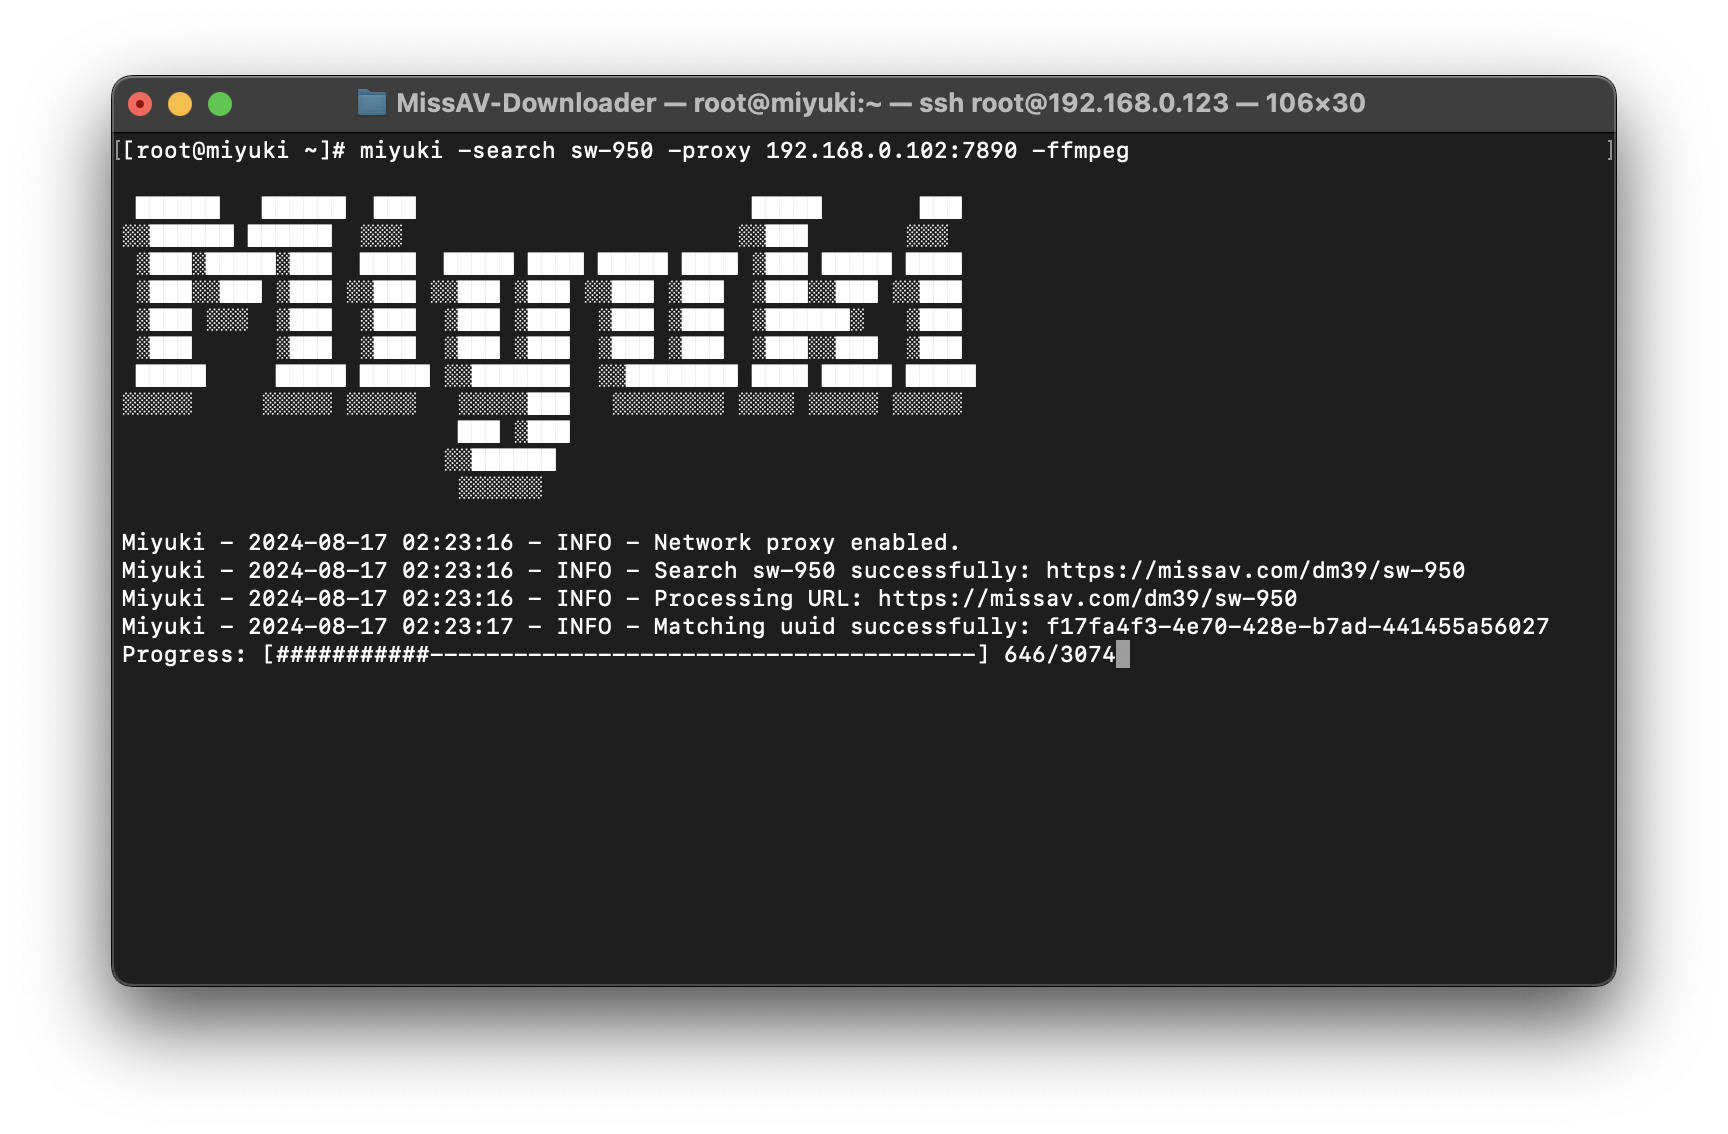 MissAV-Downloader — root@miyuki:~ — ssh root@192.168.0.123 — 106×30
[[root@miyuki ~]# miyuki -search sw-950 -proxy 192.168.0.102:7890 -ffmpeg ]
Miyuki
Miyuki - 2024-08-17 02:23:16 - INFO - Network proxy enabled.
Miyuki - 2024-08-17 02:23:16 - INFO - Search sw-950 successfully: https://missav.com/dm39/sw-950
Miyuki - 2024-08-17 02:23:16 - INFO - Processing URL: https://missav.com/dm39/sw-950
Miyuki - 2024-08-17 02:23:17 - INFO - Matching uuid successfully: f17fa4f3-4e70-428e-b7ad-441455a56027
Progress: [###########---------------------------------------] 646/3074